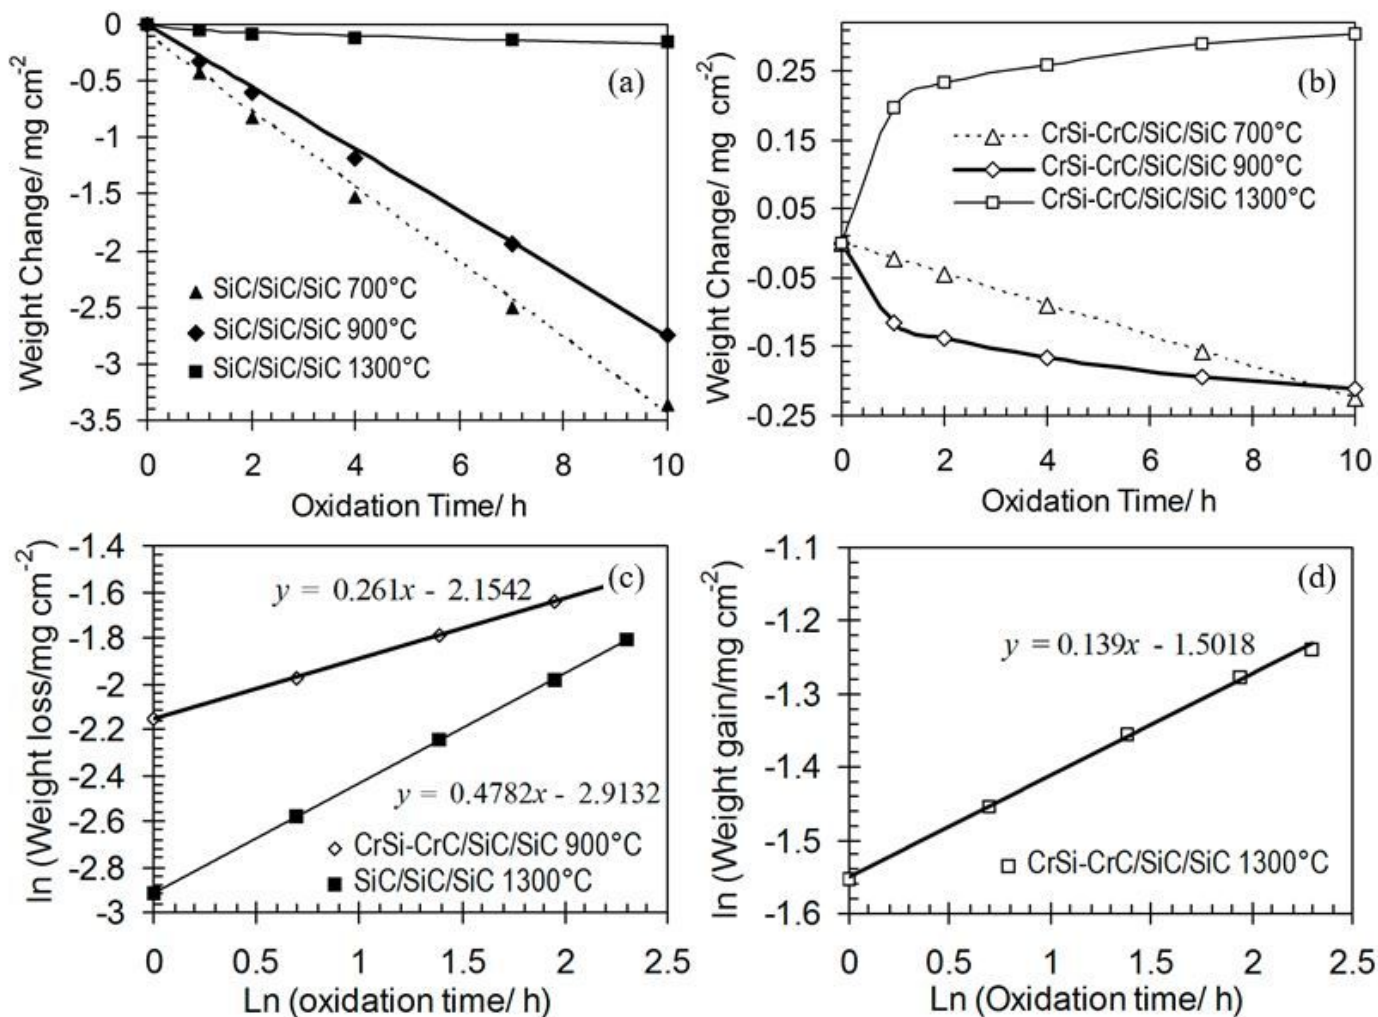 Weight Change/ mg cm-2
0
-0.5
-1
-1.5
-2
-2.5
-3
-3.5
(a)
SiC/SiC/SiC 700°C
SiC/SiC/SiC 900°C
SiC/SiC/SiC 1300°C
0 2 4 6 8 10
Oxidation Time/ h
Weight Change/ mg cm-2
0.25
0.15
0.05
-0.05
-0.15
-0.25
(b)
CrSi-CrC/SiC/SiC 700°C
CrSi-CrC/SiC/SiC 900°C
CrSi-CrC/SiC/SiC 1300°C
0 2 4 6 8 10
Oxidation Time/ h
ln (Weight loss/mg cm-2)
-1.4
-1.6
-1.8
-2
-2.2
-2.4
-2.6
-2.8
-3
(c)
y = 0.261x - 2.1542
y = 0.4782x - 2.9132
CrSi-CrC/SiC/SiC 900°C
SiC/SiC/SiC 1300°C
0 0.5 1 1.5 2 2.5
Ln (oxidation time/ h)
ln (Weight gain/mg cm-2)
-1.1
-1.2
-1.3
-1.4
-1.5
-1.6
(d)
y = 0.139x - 1.5018
CrSi-CrC/SiC/SiC 1300°C
0 0.5 1 1.5 2 2.5
Ln (Oxidation time/ h)